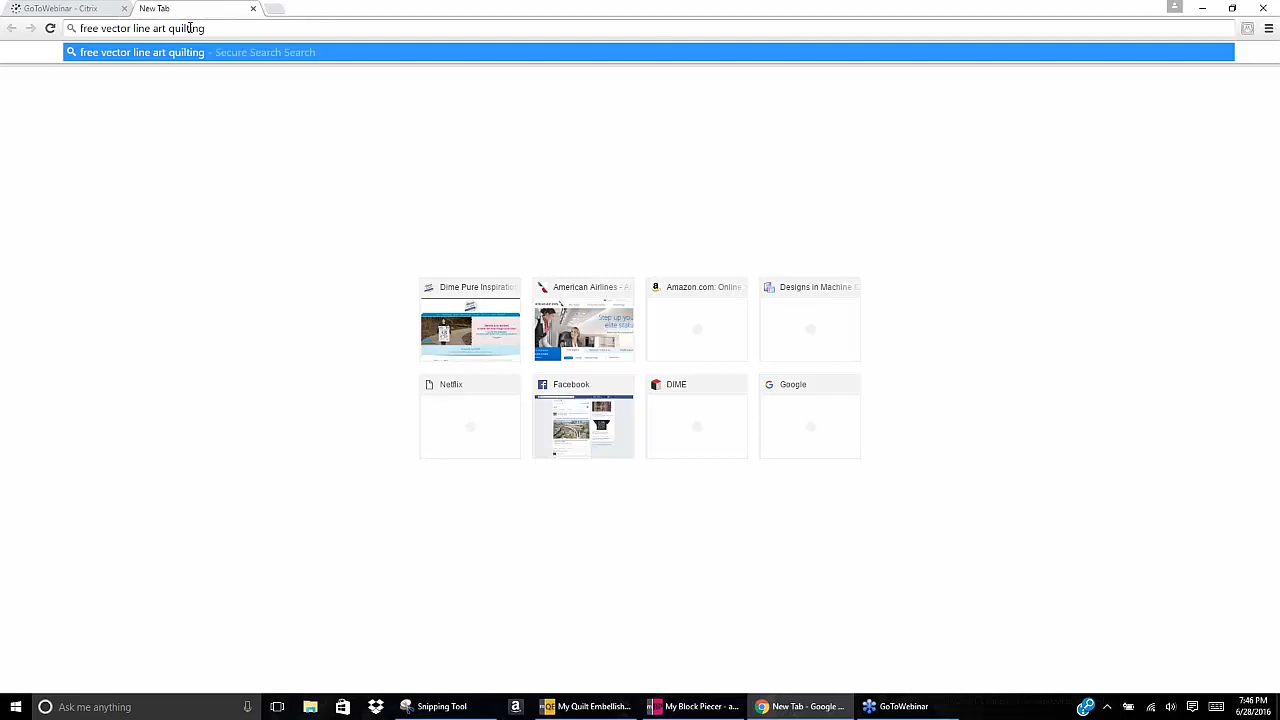 GoToWebinar - Citrix
New Tab
free vector line art quilting
free vector line art quilting - Secure Search Search
Dime Pure Inspiration
American Airlines - A
Amazon.com: Online
Designs in Machine E
Netflix
Facebook
DIME
Google
Ask me anything
Snipping Tool
My Quilt Embellish...
My Block Piecer - a...
New Tab - Google ...
GoToWebinar
7:46 PM
6/28/2016